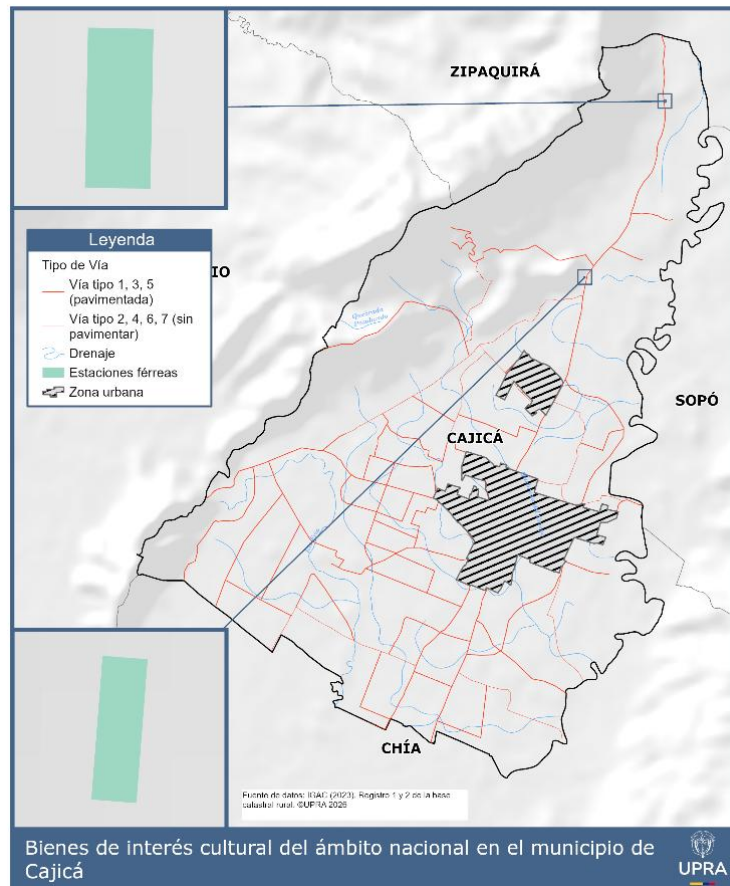 ZIPAQUIRÁ
Leyenda
Tipo de Vía
IO
Vía tipo 1, 3, 5
(pavimentada)
Vía tipo 2, 4, 6, 7 (sin
pavimentar)
Drenaje
Estaciones férreas
Zona urbana
Quebrada
SOPÓ
CAJICÁ
CHÍA
Fuente de datos: IGAC (2023). Registro 1 y 2 de la base
catastral rural. ©UPRA 2026
Bienes de interés cultural del ámbito nacional en el municipio de
Cajicá
UPRA